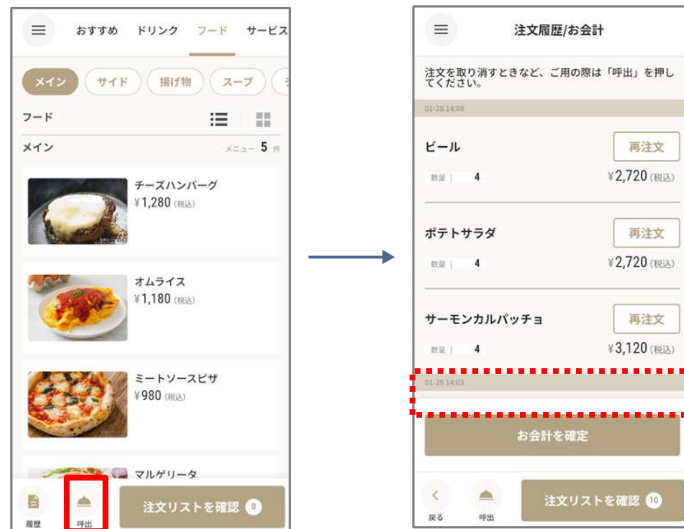 おすすめ ドリンク フード サービス
メイン サイド 揚げ物 スープ
フード
メイン メニュー 5 件
チーズハンバーグ
¥1,280 (税込)
オムライス
¥1,180 (税込)
ミートソースピザ
¥980 (税込)
マルゲリータ
履歴 呼出 注文リストを確認 0
注文履歴/お会計
注文を取り消すときなど、ご用の際は「呼出」を押し
てください。
01-28 14:08
ビール 再注文
数量 | 4 ¥2,720 (税込)
ポテトサラダ 再注文
数量 | 4 ¥2,720 (税込)
サーモンカルパッチョ 再注文
数量 | 4 ¥3,120 (税込)
01-28 14:03
お会計を確定
戻る 呼出 注文リストを確認 10